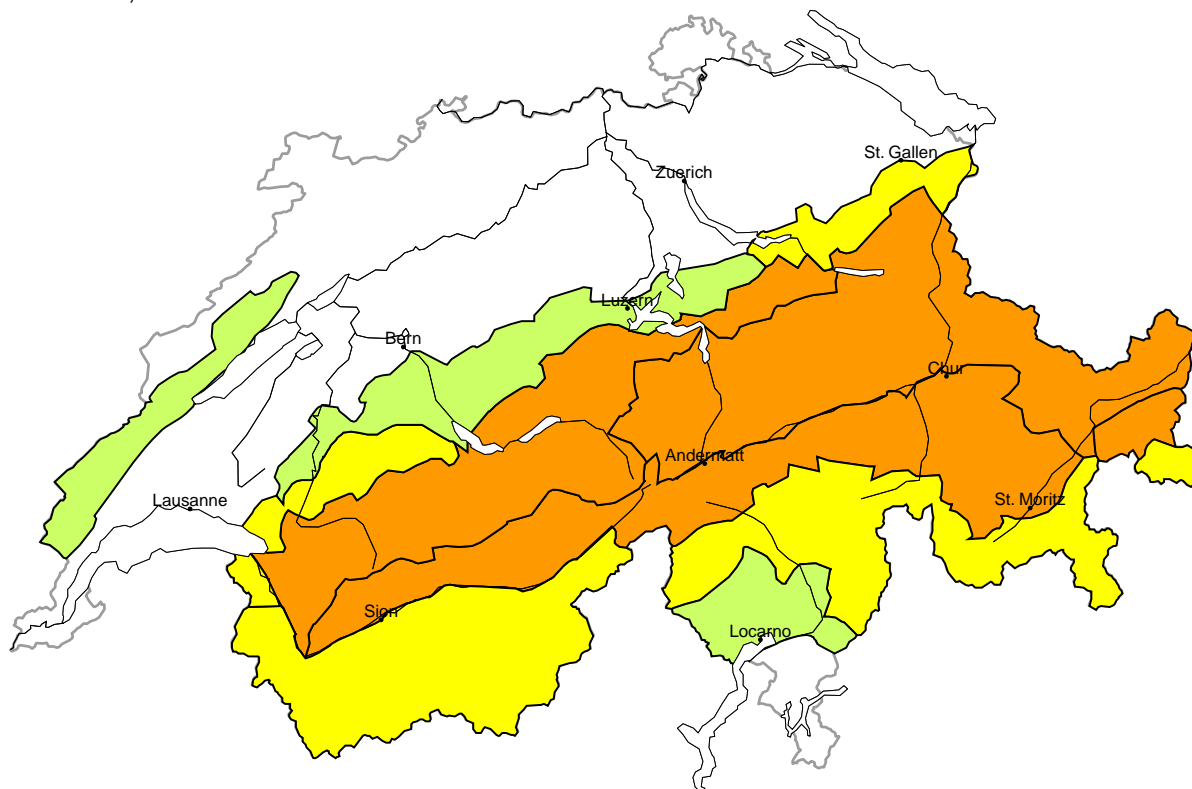 St. Gallen
Zuerich
Luzern
Bern
Chur
Andermatt
Lausanne
St. Moritz
Sion
Locarno